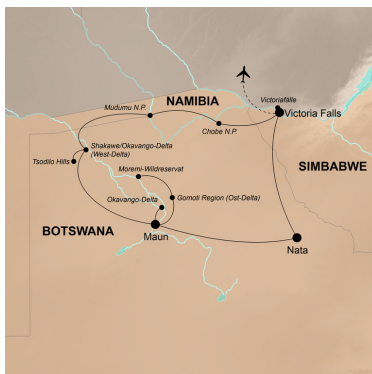 Victoriafälle
Victoria Falls
NAMIBIA
Mudumu N.P.
Chobe N.P.
Shakawe/Okavango-Delta
(West-Delta)
Tsodilo Hills
Moremi-Wildreservat
ZIMBABWE
SIMBABWE
Gomoti Region (Ost-Delta)
Okavango-Delta
BOTSWANA
Maun
Nata